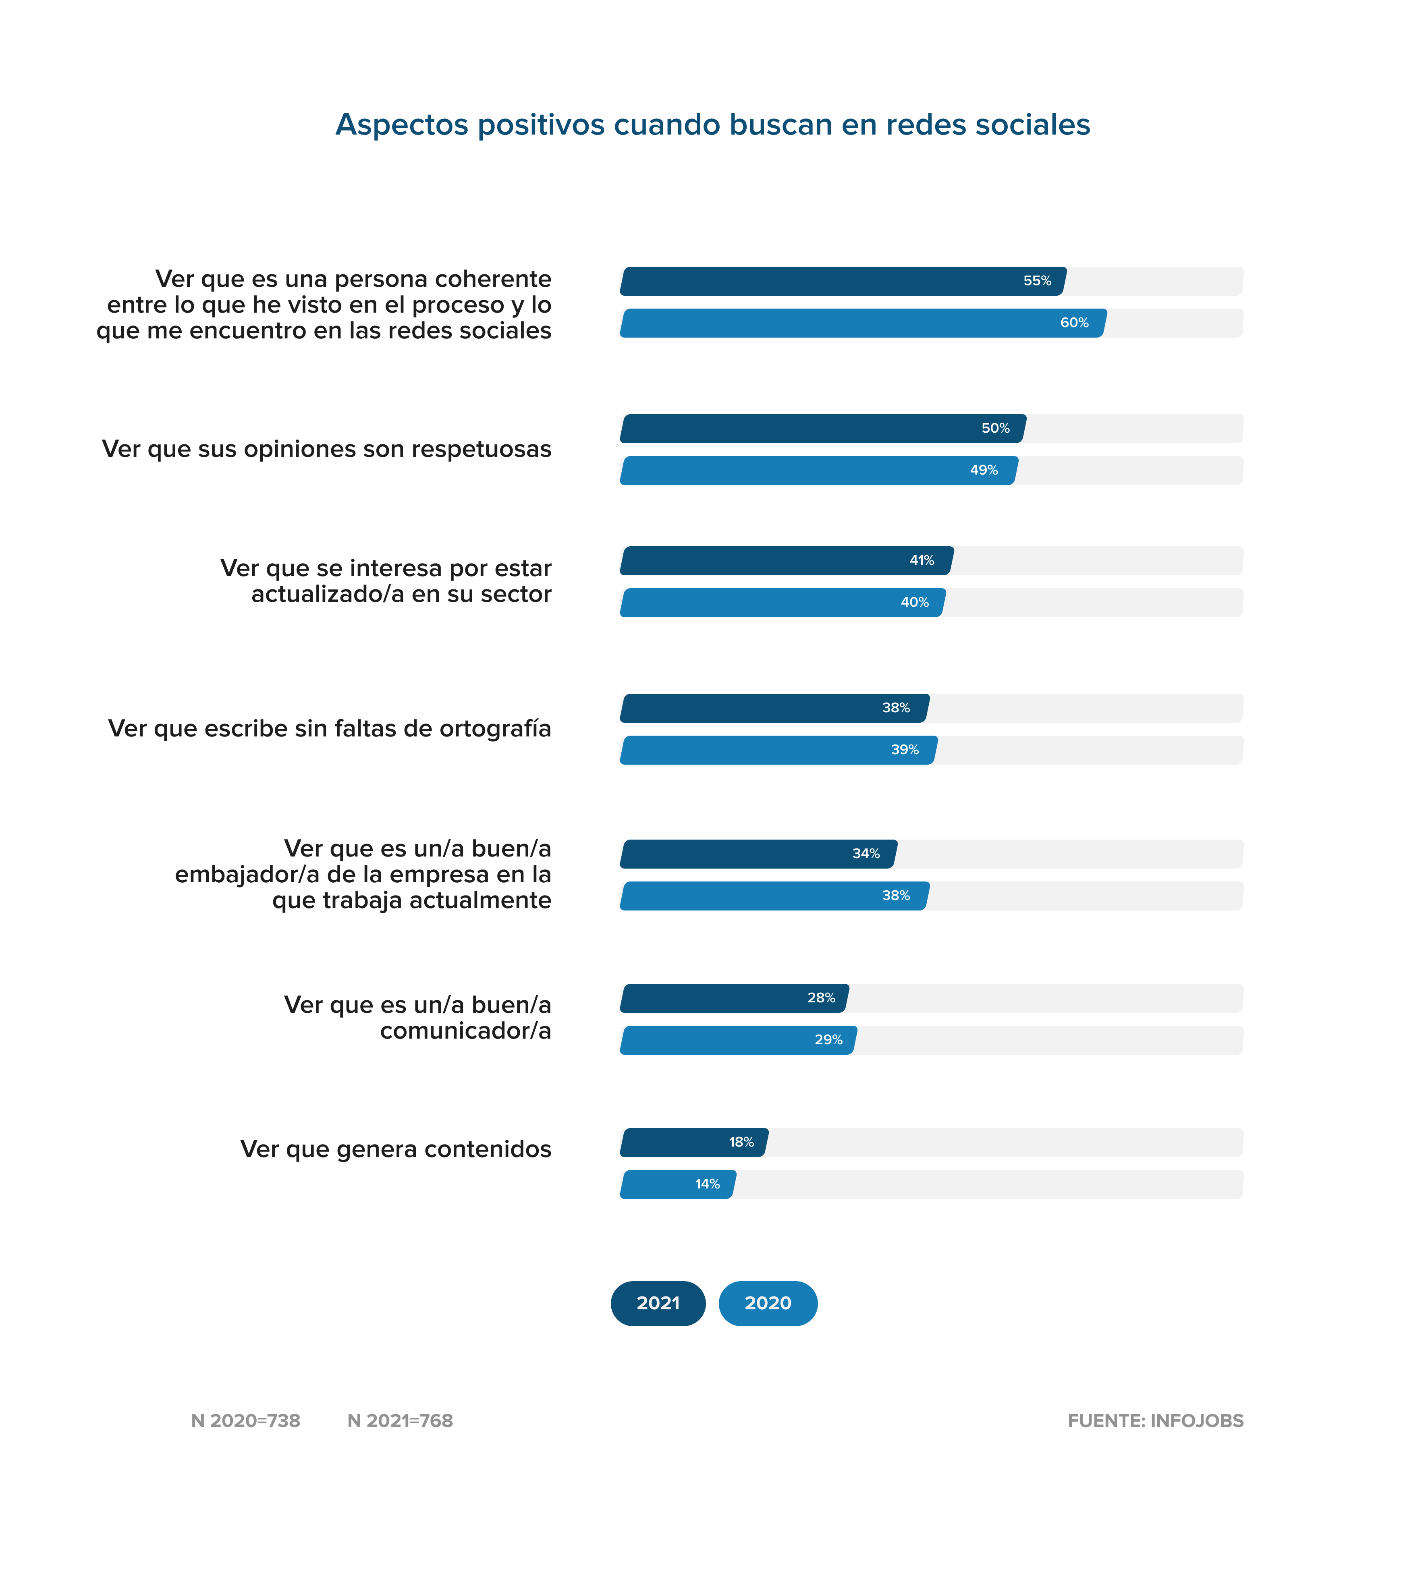 Aspectos positivos cuando buscan en redes sociales
Ver que es una persona coherente
entre lo que he visto en el proceso y lo
que me encuentro en las redes sociales
55%
60%
Ver que sus opiniones son respetuosas
50%
49%
Ver que se interesa por estar
actualizado/a en su sector
41%
40%
Ver que escribe sin faltas de ortografía
38%
39%
Ver que es un/a buen/a
embajador/a de la empresa en la
que trabaja actualmente
34%
38%
Ver que es un/a buen/a
comunicador/a
28%
29%
Ver que genera contenidos
18%
14%
2021 2020
N 2020=738 N 2021=768 FUENTE: INFOJOBS